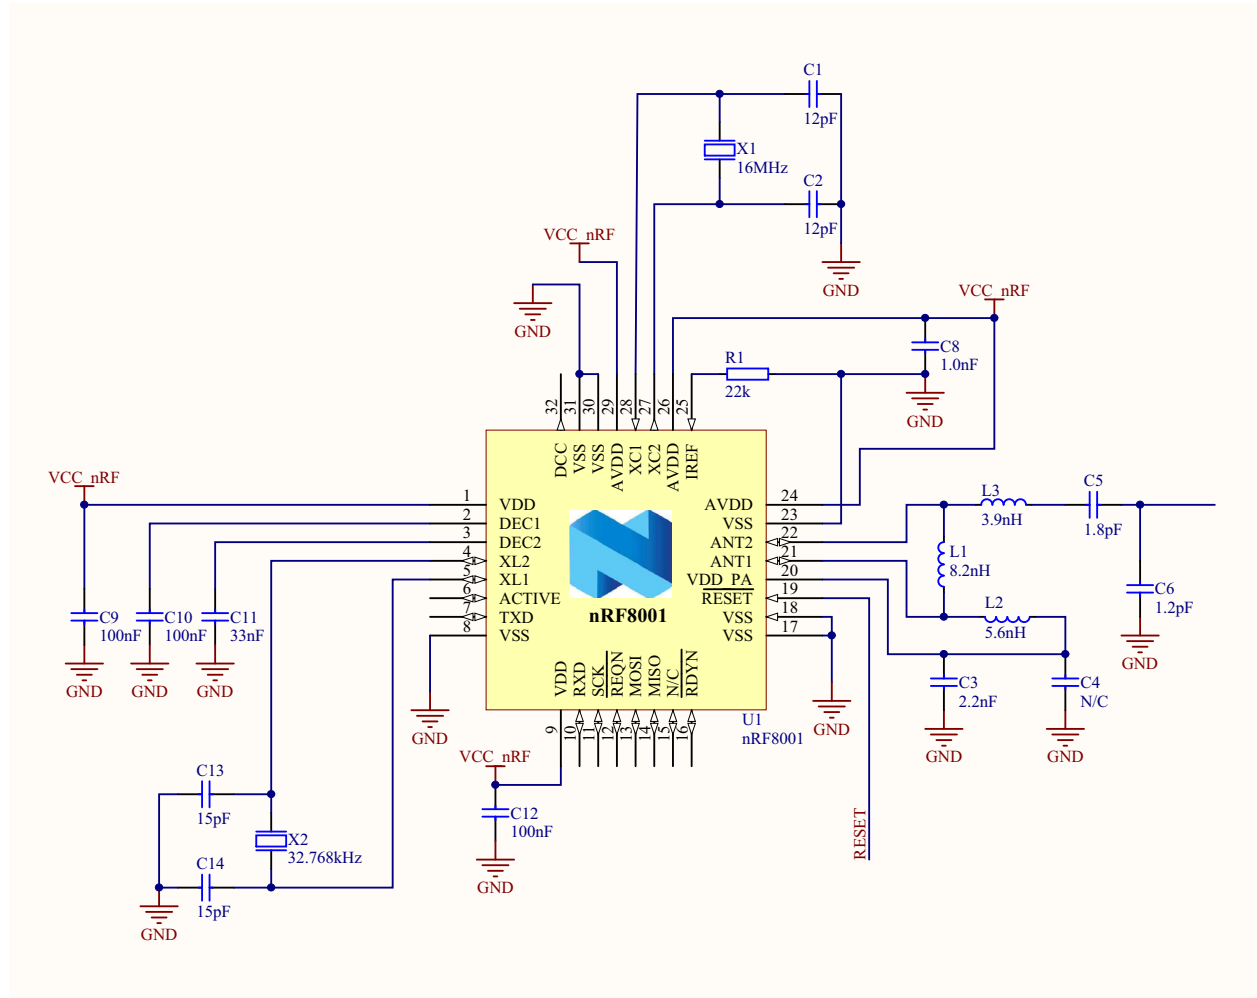 C1
12pF
X1
16MHz
C2
12pF
GND
VCC_nRF
GND
VCC_nRF
C8
1.0nF
GND
R1
22k
32
31
30
29
28
27
26
25
DCC
VSS
VSS
AVDD
XC1
XC2
AVDD
IREF
VCC_nRF
1
VDD
2
DEC1
3
DEC2
4
XL2
5
XL1
6
ACTIVE
7
TXD
8
VSS
AVDD
24
VSS
23
ANT2
22
ANT1
21
VDD_PA
20
RESET
19
VSS
18
VSS
17
nRF8001
VDD
RXD
SCK
REQN
MOSI
MISO
N/C
RDYN
9
10
11
12
13
14
15
16
U1
nRF8001
C9
100nF
GND
C10
100nF
GND
C11
33nF
GND
GND
VCC_nRF
C12
100nF
GND
C13
15pF
X2
32.768kHz
C14
15pF
GND
GND
RESET
L3
3.9nH
C5
1.8pF
L1
8.2nH
L2
5.6nH
C6
1.2pF
GND
C3
2.2nF
GND
C4
N/C
GND